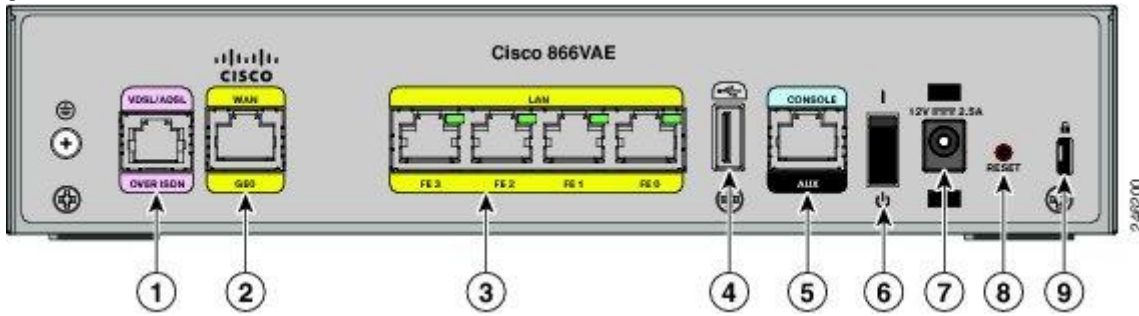 Cisco 866VAE
CISCO
VDSL/ADSL
WAN
LAN
CONSOLE
12V 2.5A
OVER ISDN
GE0
FE 3
FE 2
FE 1
FE 0
AUX
RESET
1
2
3
4
5
6
7
8
9
246200